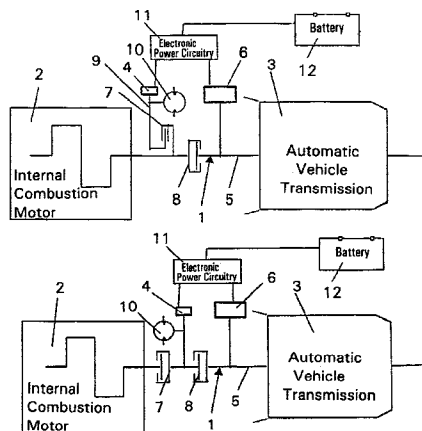 11
Electronic
Power Circuitry
Battery
12
10
2
9
4
7
6
3
Internal
Combustion
Motor
8
1
5
Automatic
Vehicle
Transmission
11
Electronic
Power Circuitry
Battery
12
2
10
4
6
3
Internal
Combustion
Motor
7
8
1
5
Automatic
Vehicle
Transmission